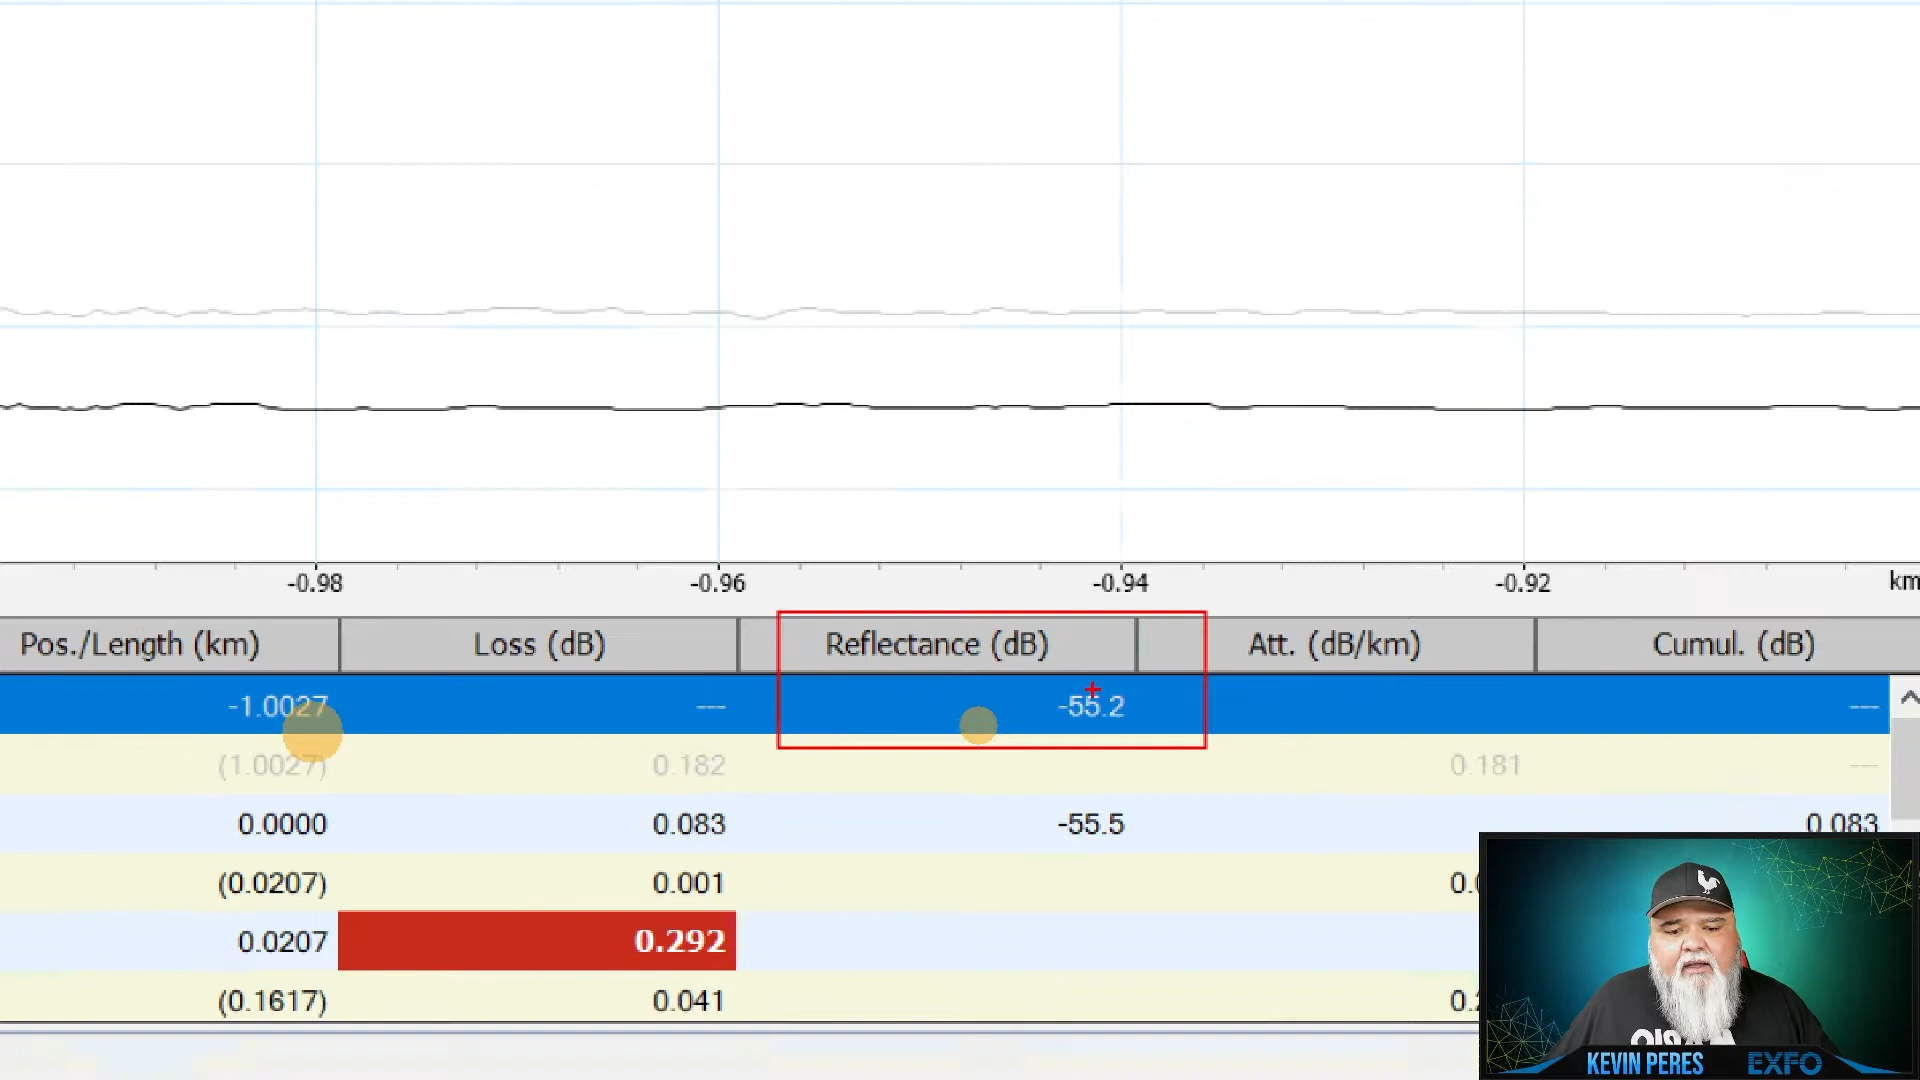 -0.98 -0.96 -0.94 -0.92 km
Pos./Length (km) Loss (dB) Reflectance (dB) Att. (dB/km) Cumul. (dB)
-1.0027 --- -55.2 ---
(1.0027) 0.182 0.181 ---
0.0000 0.083 -55.5 0.083
(0.0207) 0.001
0.0207 0.292
(0.1617) 0.041
KEVIN PERES EXFO